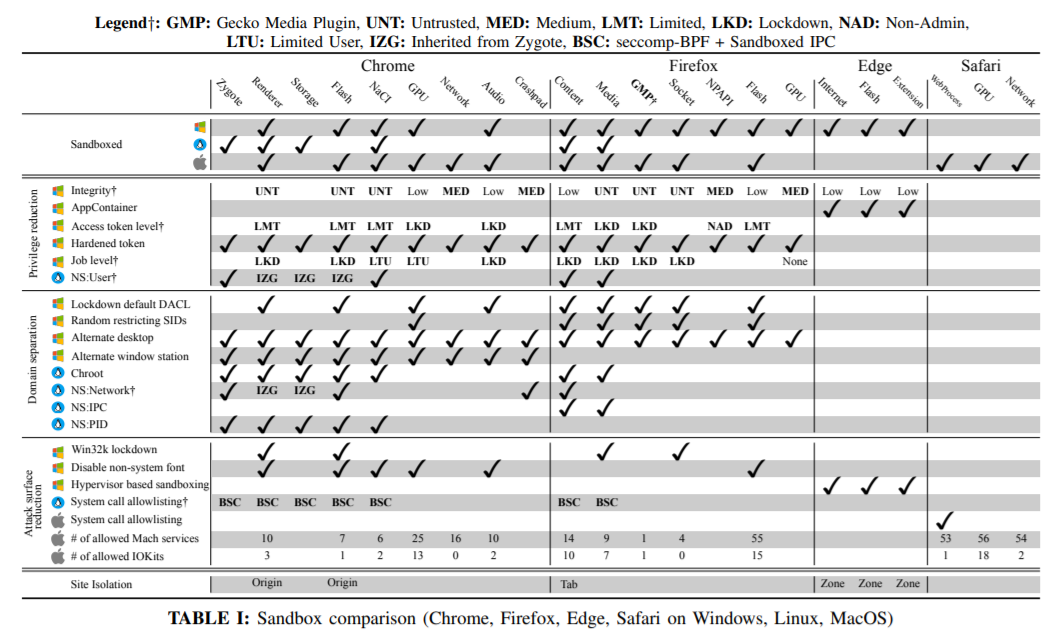 Legend†: GMP: Gecko Media Plugin, UNT: Untrusted, MED: Medium, LMT: Limited, LKD: Lockdown, NAD: Non-Admin,
LTU: Limited User, IZG: Inherited from Zygote, BSC: seccomp-BPF + Sandboxed IPC
Chrome Firefox Edge Safari
Zygote Renderer Storage Flash NaCl GPU Network Audio Crashpad Content Media GMP† Socket NPAPI Flash GPU Internet Flash Extension WebProcess GPU Network
Sandboxed
Privilege reduction
Integrity† UNT UNT UNT Low MED Low MED Low UNT UNT UNT MED Low MED Low Low Low
AppContainer
Access token level† LMT LMT LMT LKD LKD LMT LKD LKD NAD LMT
Hardened token
Job level† LKD LKD LTU LTU LKD LKD LKD LKD LKD None
NS:User† IZG IZG IZG
Domain separation
Lockdown default DACL
Random restricting SIDs
Alternate desktop
Alternate window station
Chroot
NS:Network† IZG IZG
NS:IPC
NS:PID
Attack surface
reduction
Win32k lockdown
Disable non-system font
Hypervisor based sandboxing
System call allowlisting† BSC BSC BSC BSC BSC BSC BSC
System call allowlisting
# of allowed Mach services 10 7 6 25 16 10 14 9 1 4 55 53 56 54
# of allowed IOKits 3 1 2 13 0 2 10 7 1 0 15 1 18 2
Site Isolation Origin Origin Tab Zone Zone Zone
TABLE I: Sandbox comparison (Chrome, Firefox, Edge, Safari on Windows, Linux, MacOS)